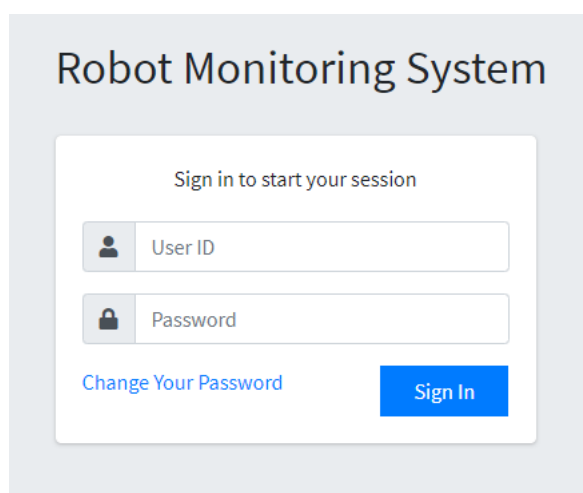 Robot Monitoring System
Sign in to start your session
User ID
Password
Change Your Password
Sign In